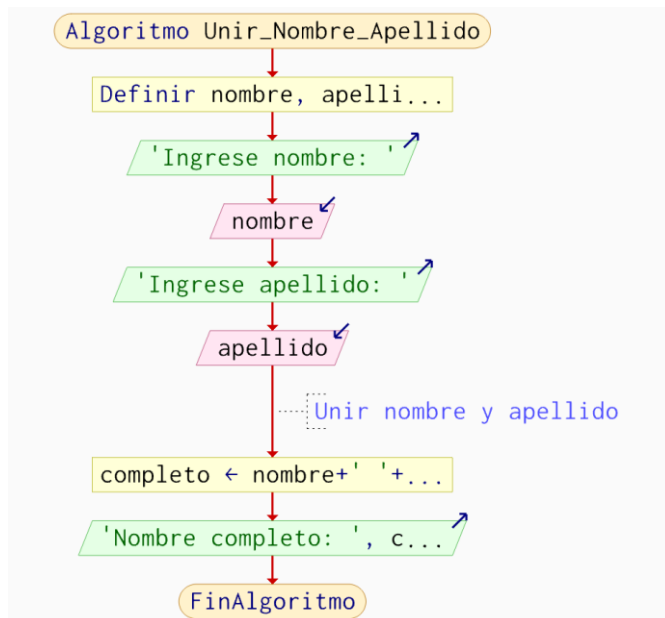 Algoritmo Unir_Nombre_Apellido
Definir nombre, apelli...
'Ingrese nombre: '
nombre
'Ingrese apellido: '
apellido
Unir nombre y apellido
completo ← nombre+' '+...
'Nombre completo: ', c...
FinAlgoritmo